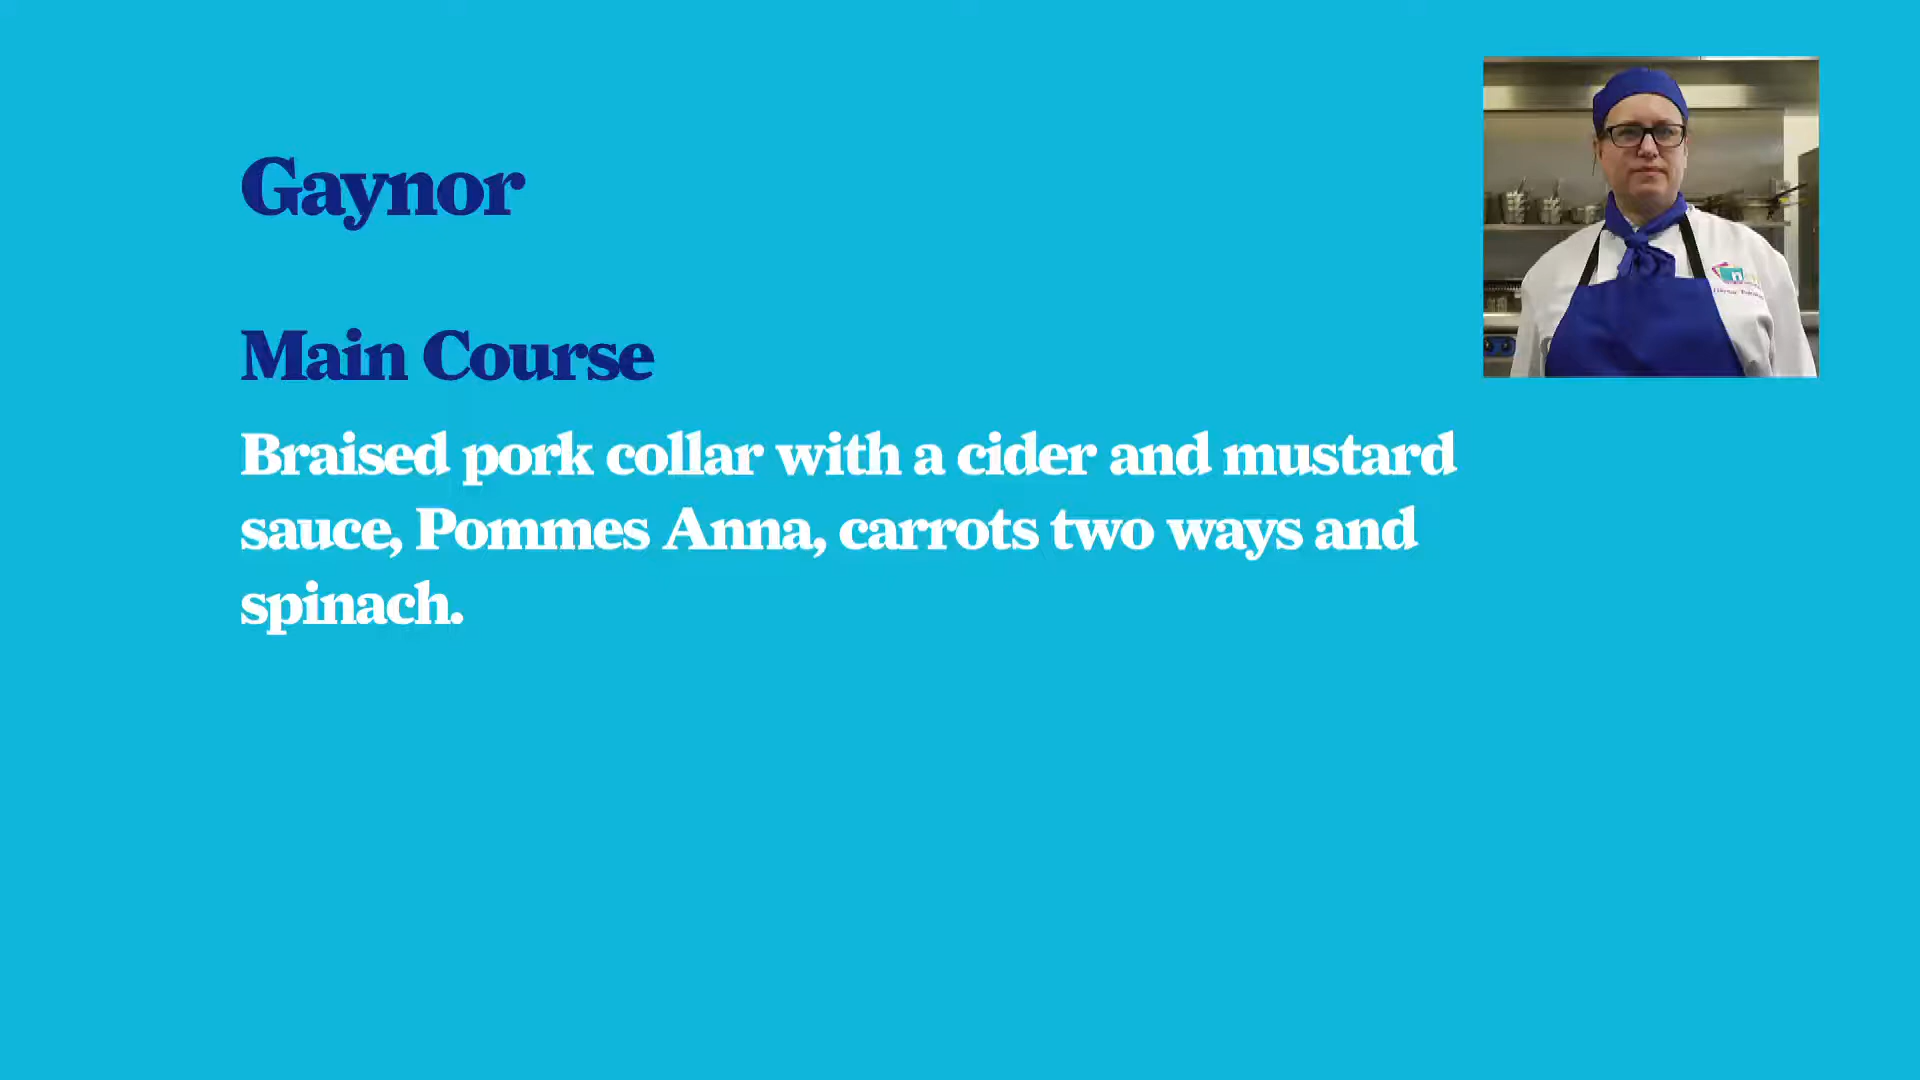 Gaynor
Main Course
Braised pork collar with a cider and mustard
sauce, Pommes Anna, carrots two ways and
spinach.